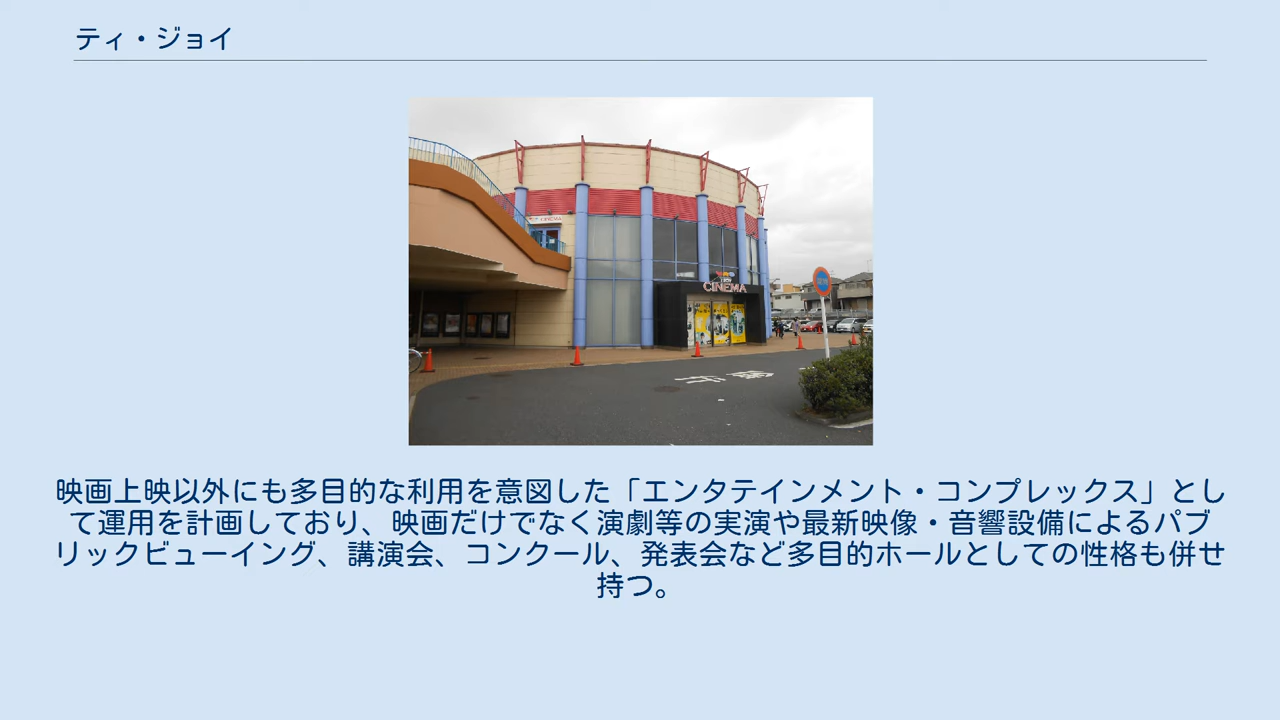 ティ・ジョイ
CINEMA
映画上映以外にも多目的な利用を意図した「エンタテインメント・コンプレックス」とし
て運用を計画しており、映画だけでなく演劇等の実演や最新映像・音響設備によるパブ
リックビューイング、講演会、コンクール、発表会など多目的ホールとしての性格も併せ
持つ。